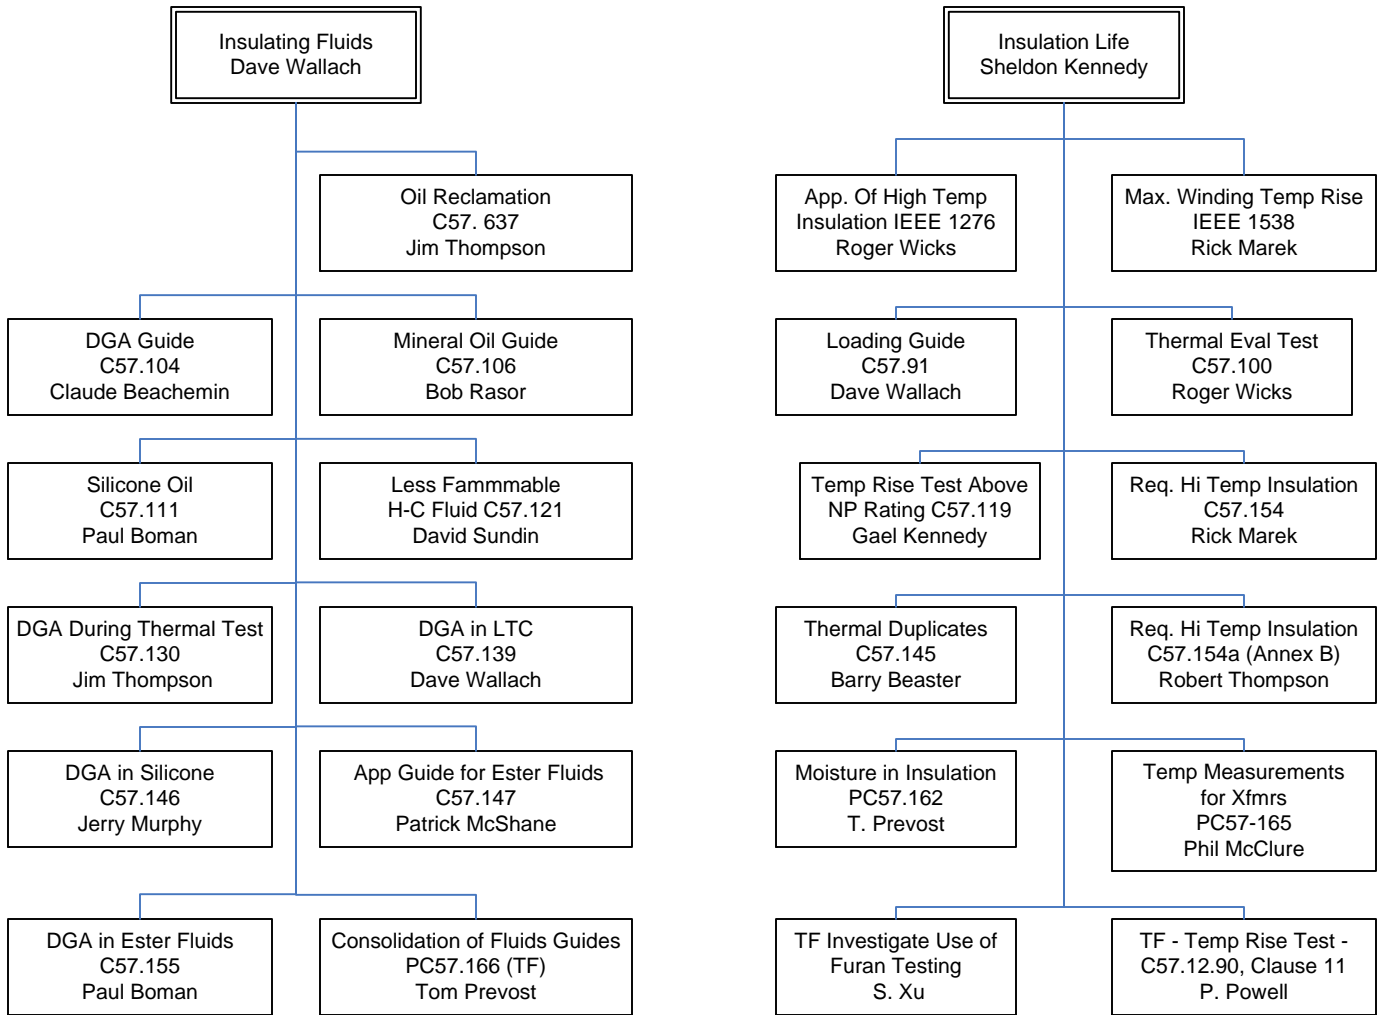 Insulating Fluids
Dave Wallach
Oil Reclamation
C57. 637
Jim Thompson
DGA Guide
C57.104
Claude Beachemin
Mineral Oil Guide
C57.106
Bob Rasor
Silicone Oil
C57.111
Paul Boman
Less Fammmable
H-C Fluid C57.121
David Sundin
DGA During Thermal Test
C57.130
Jim Thompson
DGA in LTC
C57.139
Dave Wallach
DGA in Silicone
C57.146
Jerry Murphy
App Guide for Ester Fluids
C57.147
Patrick McShane
DGA in Ester Fluids
C57.155
Paul Boman
Consolidation of Fluids Guides
PC57.166 (TF)
Tom Prevost
Insulation Life
Sheldon Kennedy
App. Of High Temp
Insulation IEEE 1276
Roger Wicks
Max. Winding Temp Rise
IEEE 1538
Rick Marek
Loading Guide
C57.91
Dave Wallach
Thermal Eval Test
C57.100
Roger Wicks
Temp Rise Test Above
NP Rating C57.119
Gael Kennedy
Req. Hi Temp Insulation
C57.154
Rick Marek
Thermal Duplicates
C57.145
Barry Beaster
Req. Hi Temp Insulation
C57.154a (Annex B)
Robert Thompson
Moisture in Insulation
PC57.162
T. Prevost
Temp Measurements
for Xfmrs
PC57-165
Phil McClure
TF Investigate Use of
Furan Testing
S. Xu
TF - Temp Rise Test -
C57.12.90, Clause 11
P. Powell